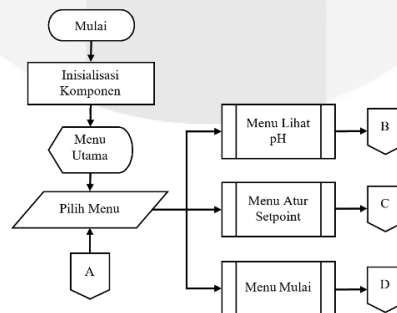 Mulai
Inisialisasi
Komponen
Menu
Utama
Pilih Menu
A
Menu Lihat
pH
B
Menu Atur
Setpoint
C
Menu Mulai
D